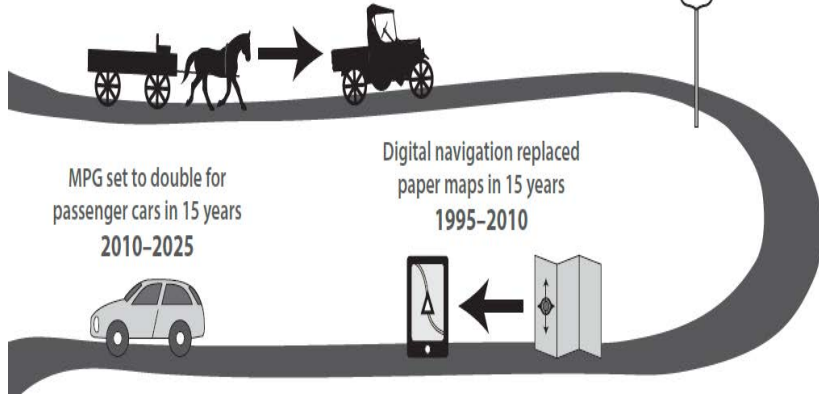 MPG set to double for
passenger cars in 15 years
2010–2025
Digital navigation replaced
paper maps in 15 years
1995–2010